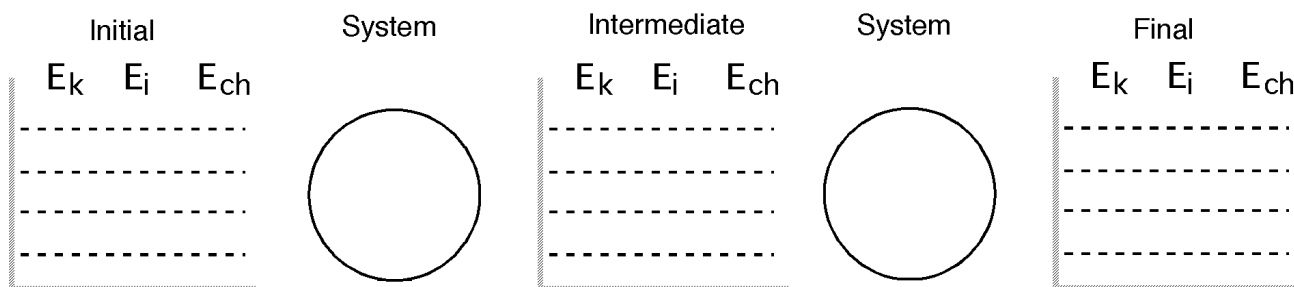 Initial System Intermediate System Final
Ek Ei Ech Ek Ei Ech Ek Ei Ech